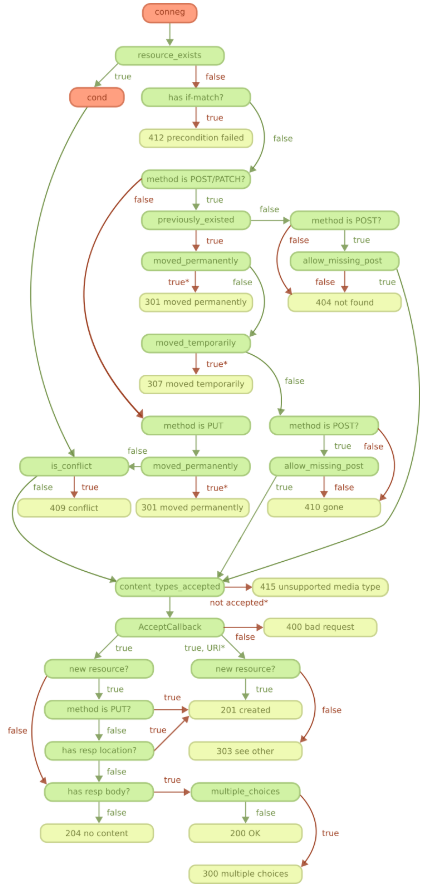 conneg
resource_exists
true
false
cond
has if-match?
true
false
412 precondition failed
method is POST/PATCH?
false
true
previously_existed
false
method is POST?
true
false
true
moved_permanently
allow_missing_post
true*
false
false
true
301 moved permanently
404 not found
moved_temporarily
true*
false
307 moved temporarily
method is PUT
method is POST?
false
true
false
is_conflict
moved_permanently
allow_missing_post
false
true
true*
true
false
409 conflict
301 moved permanently
410 gone
content_types_accepted
415 unsupported media type
not accepted*
AcceptCallback
400 bad request
false
true
true, URI*
new resource?
new resource?
true
true
method is PUT?
true
201 created
false
false
true
false
has resp location?
303 see other
false
has resp body?
true
multiple_choices
false
false
204 no content
200 OK
true
300 multiple choices